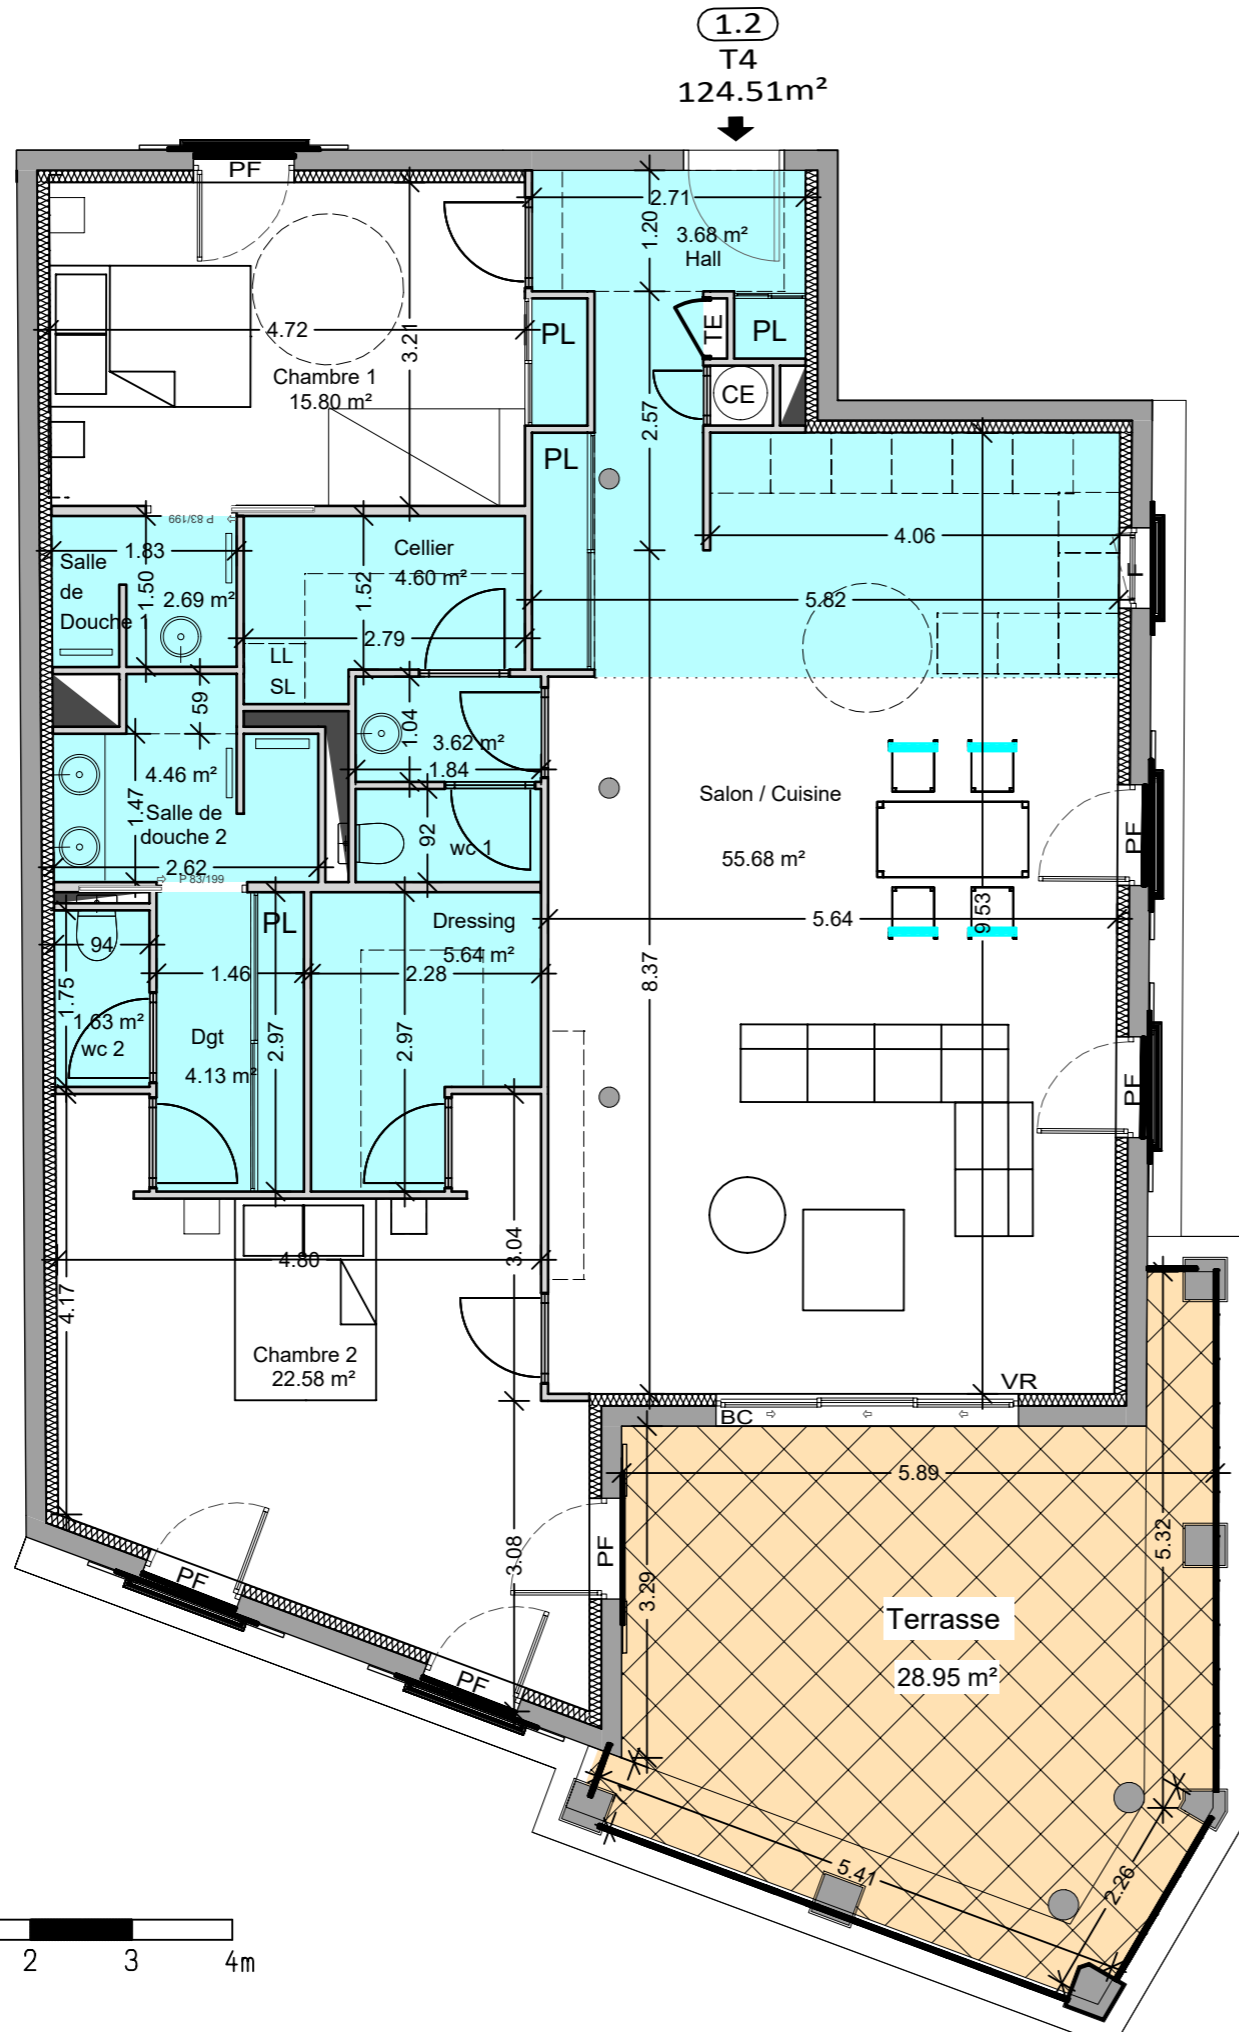 1.2
T4
124.51m²
PF
2.71
1.20
3.68 m²
Hall
4.72
3.21
PL
TE
PL
Chambre 1
15.80 m²
CE
2.57
PL
P 83/199
1.83
Salle
de
Douche 1
1.50
2.69 m²
Cellier
4.60 m²
1.52
2.79
4.06
F
5.82
LL
SL
59
1.04
3.62 m²
1.84
4.46 m²
1.47
Salle de
douche 2
2.62
P 83/199
92
wc 1
Salon / Cuisine
55.68 m²
PF
5.64
9.53
8.37
PL
Dressing
5.64 m²
94
1.46
2.28
1.75
1.63 m²
wc 2
Dgt
4.13 m²
2.97
2.97
PF
4.80
3.04
4.17
Chambre 2
22.58 m²
VR
BC
5.89
3.08
PF
3.29
5.32
PF
PF
Terrasse
28.95 m²
5.41
2.26
2
3
4m